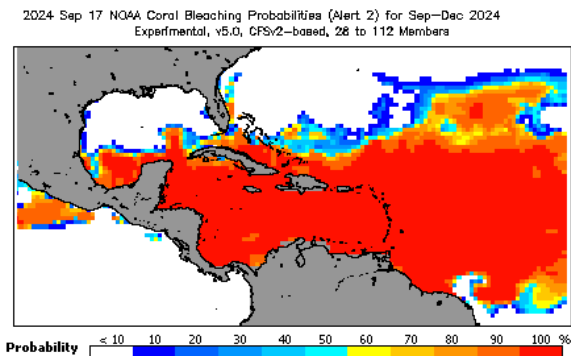 2024 Sep 17 NOAA Coral Bleaching Probabilities (Alert 2) for Sep-Dec 2024
Experimental, v5.0, CFSv2-based, 28 to 112 Members
Probability < 10 10 20 30 40 50 60 70 80 90 100 %